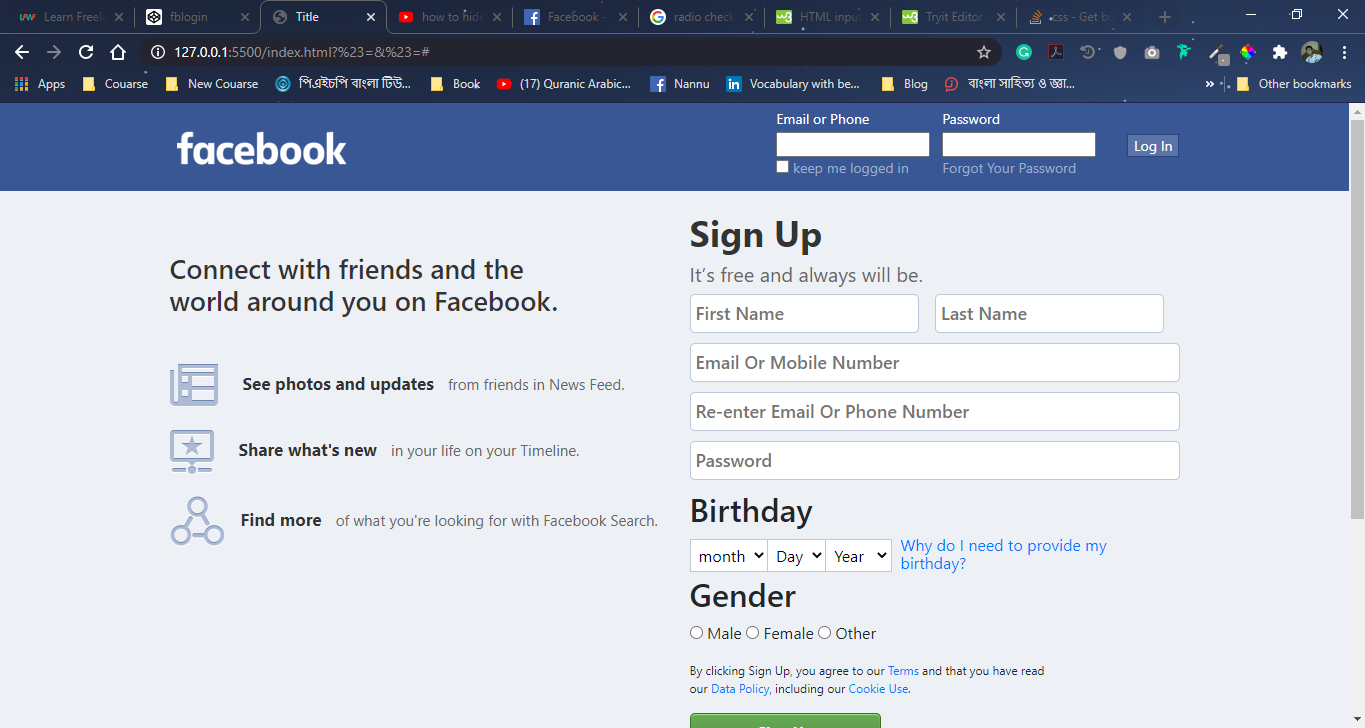 Learn Freel
fblogin
Title
how to hide
Facebook -
radio check
HTML inpu
Tryit Editor
css - Get bu
127.0.0.1:5500/index.html?%23=&%23=#
Apps
Couarse
New Couarse
পিএইচপি বাংলা টিউ...
Book
(17) Quranic Arabic...
Nannu
Vocabulary with be...
Blog
বাংলা সাহিত্য ও জ্ঞা...
»
Other bookmarks
facebook
Email or Phone
Password
Log In
keep me logged in
Forgot Your Password
Connect with friends and the
world around you on Facebook.
See photos and updates from friends in News Feed.
Share what's new in your life on your Timeline.
Find more of what you're looking for with Facebook Search.
Sign Up
It’s free and always will be.
First Name
Last Name
Email Or Mobile Number
Re-enter Email Or Phone Number
Password
Birthday
month
Day
Year
Why do I need to provide my
birthday?
Gender
Male Female Other
By clicking Sign Up, you agree to our Terms and that you have read
our Data Policy, including our Cookie Use.